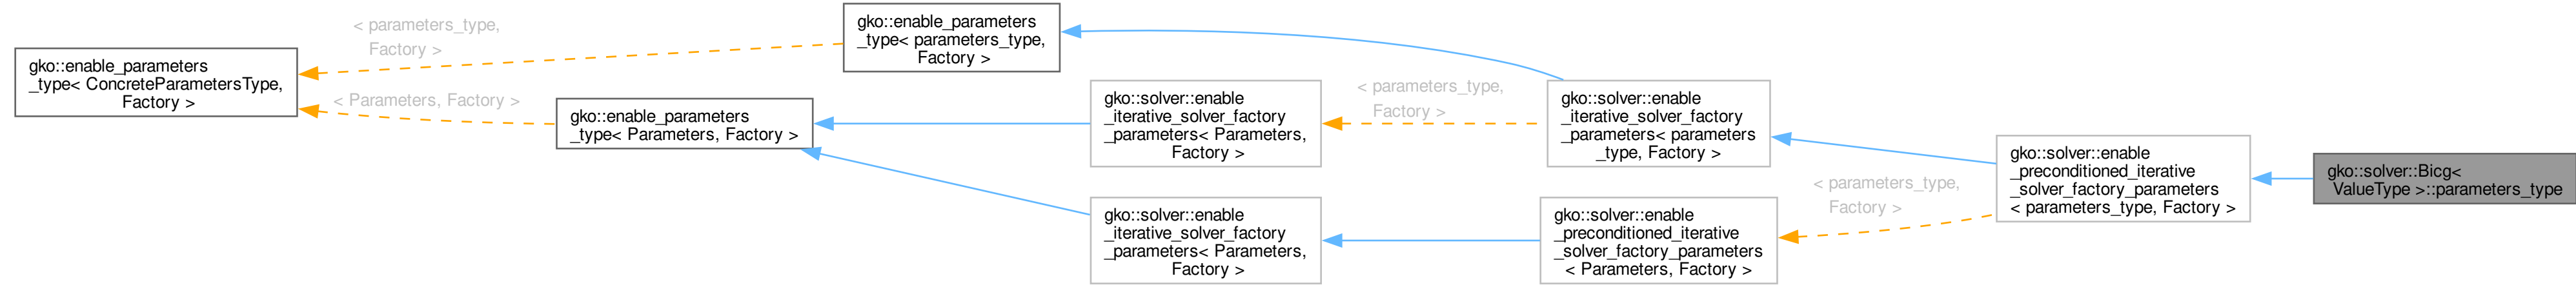 gko::enable_parameters
_type< ConcreteParametersType,
Factory >
< parameters_type,
Factory >
< Parameters, Factory >
gko::enable_parameters
_type< Parameters, Factory >
gko::enable_parameters
_type< parameters_type,
Factory >
gko::solver::enable
_iterative_solver_factory
_parameters< Parameters,
Factory >
gko::solver::enable
_iterative_solver_factory
_parameters< Parameters,
Factory >
< parameters_type,
Factory >
gko::solver::enable
_iterative_solver_factory
_parameters< parameters
_type, Factory >
gko::solver::enable
_preconditioned_iterative
_solver_factory_parameters
< Parameters, Factory >
< parameters_type,
Factory >
gko::solver::enable
_preconditioned_iterative
_solver_factory_parameters
< parameters_type, Factory >
gko::solver::Bicg<
ValueType >::parameters_type